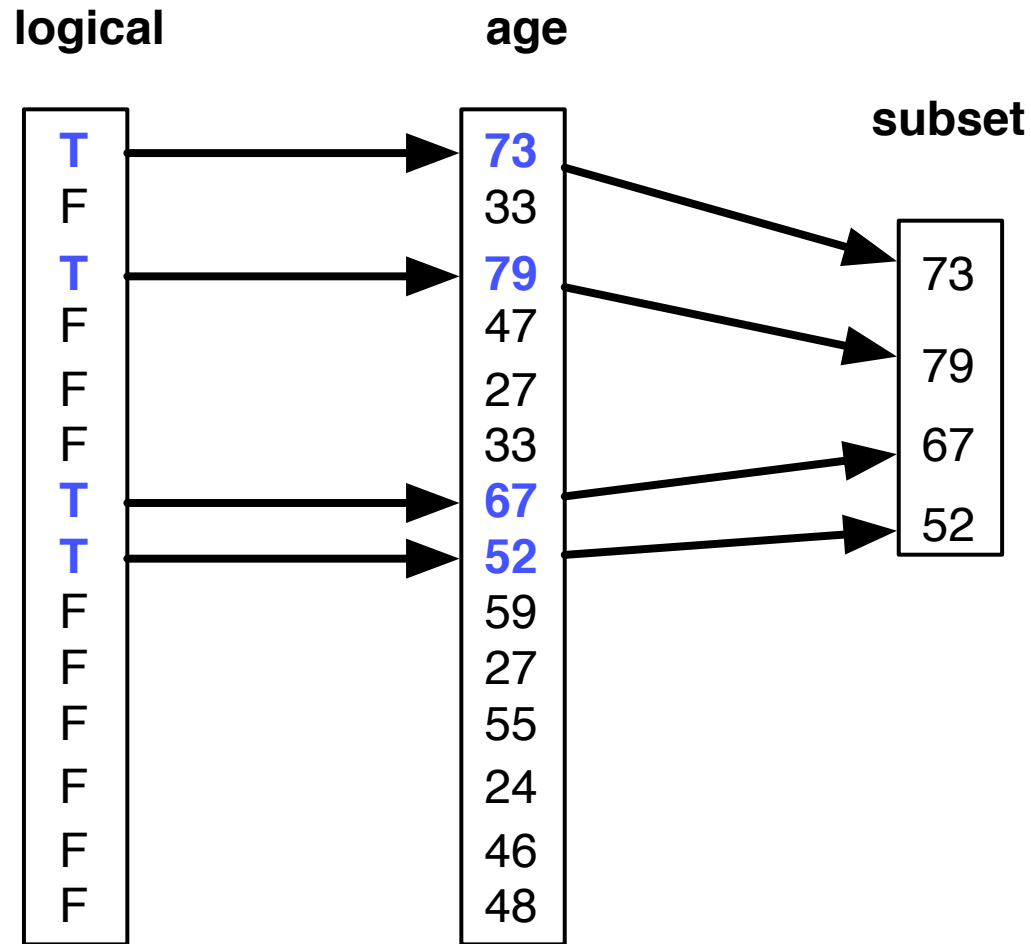 logical age
subset
T 73
F 33
T 79 73
F 47
79
F 27
F 33 67
T 67
T 52 52
F 59
F 27
F 55
F 24
F 46
F 48